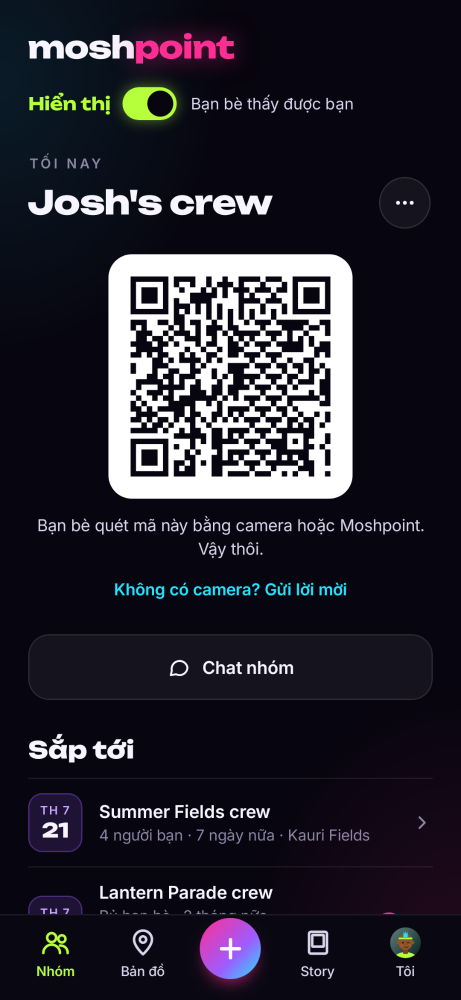 moshpoint
Hiển thị
Bạn bè thấy được bạn
TỐI NAY
Josh's crew
Bạn bè quét mã này bằng camera hoặc Moshpoint.
Vậy thôi.
Không có camera? Gửi lời mời
Chat nhóm
Sắp tới
TH 7
21
Summer Fields crew
4 người bạn · 7 ngày nữa · Kauri Fields
TH 7
Lantern Parade crew
Nhóm
Bản đồ
Story
Tôi